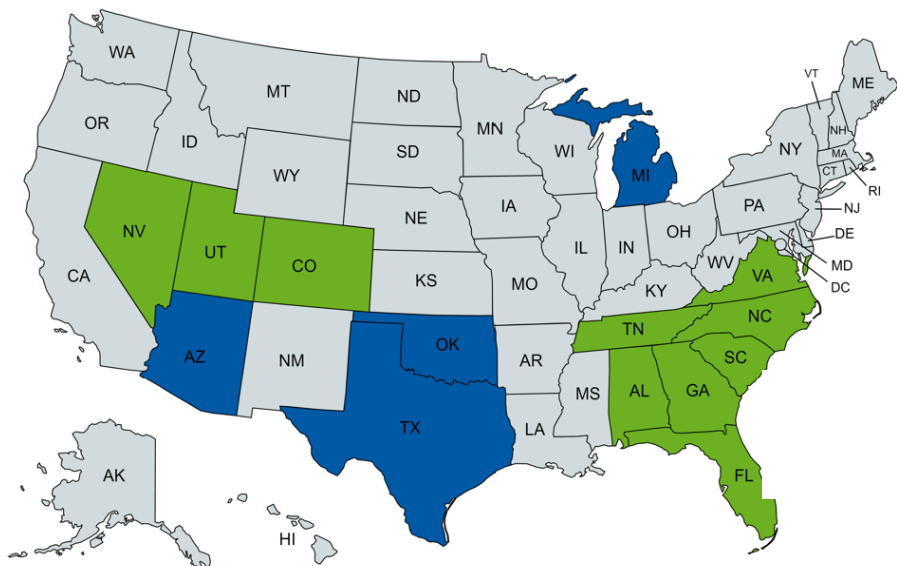 WA
MT
ND
MN
VT
ME
OR
ID
SD
WI
MI
NY
NH
MA
CT
RI
WY
NE
IA
PA
NJ
NV
UT
CO
IL
IN
OH
DE
CA
KS
MO
WV
MD
KY
VA
DC
AZ
NM
OK
AR
TN
NC
SC
TX
LA
MS
AL
GA
AK
FL
HI